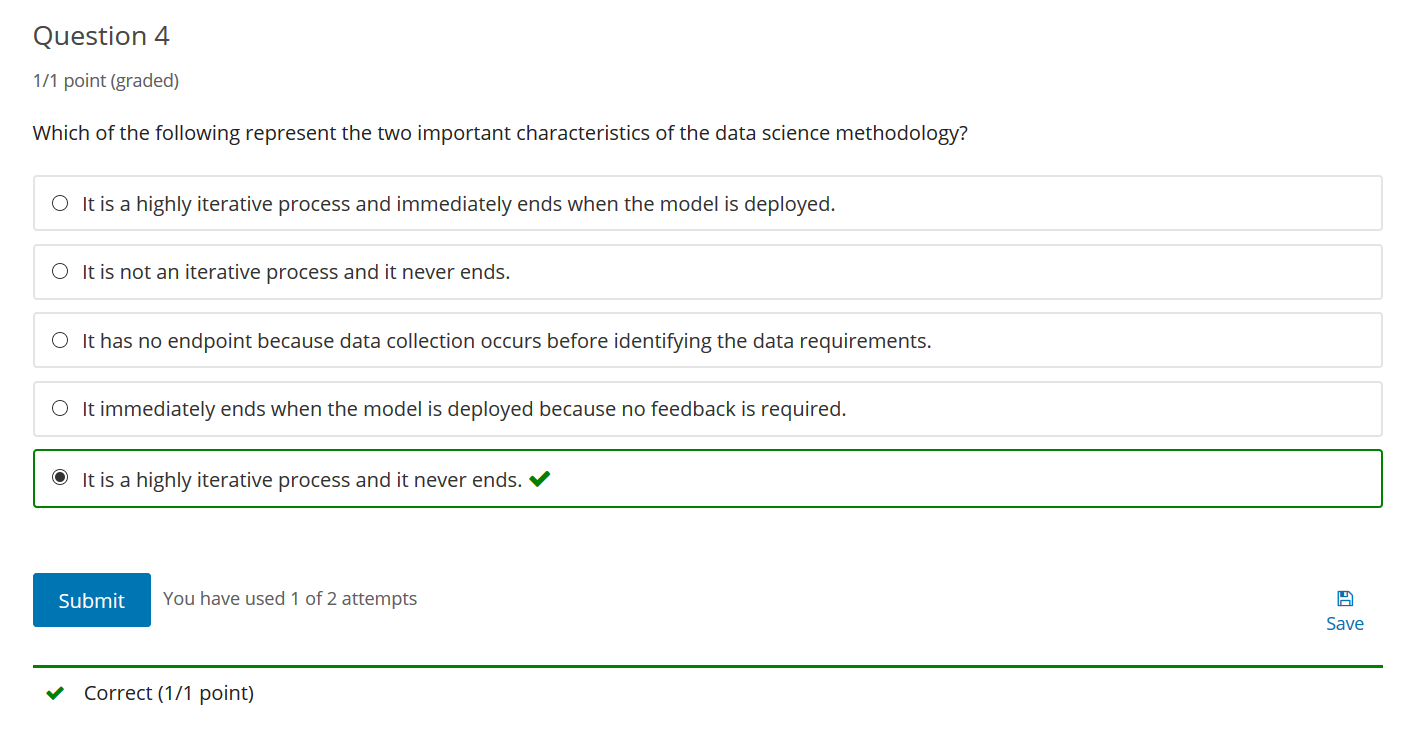 Question 4
1/1 point (graded)
Which of the following represent the two important characteristics of the data science methodology?
It is a highly iterative process and immediately ends when the model is deployed.
It is not an iterative process and it never ends.
It has no endpoint because data collection occurs before identifying the data requirements.
It immediately ends when the model is deployed because no feedback is required.
It is a highly iterative process and it never ends.
Submit You have used 1 of 2 attempts
Save
Correct (1/1 point)